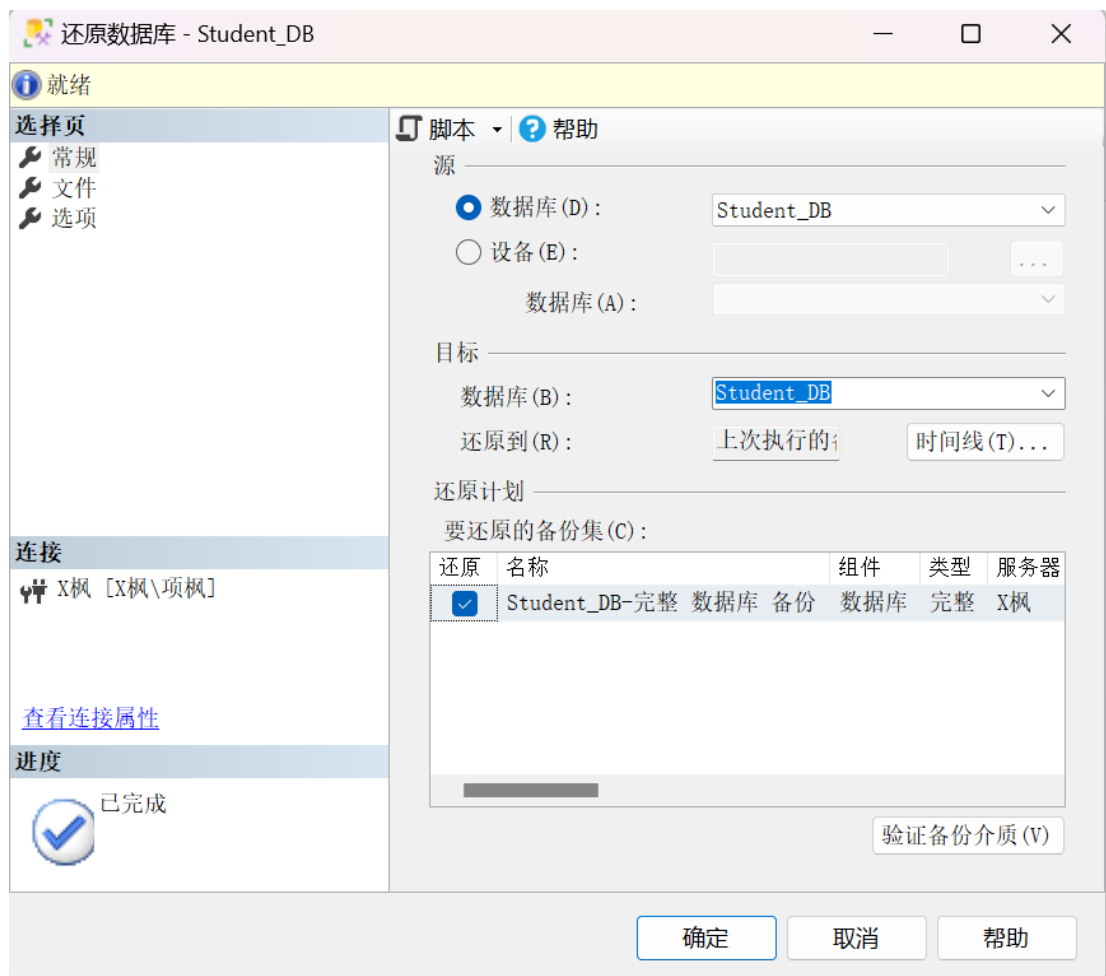 还原数据库 - Student_DB
就绪
选择页
常规
文件
选项
脚本 帮助
源
数据库(D):
Student_DB
设备(E):
...
数据库(A):
目标
数据库(B):
Student_DB
还原到(R):
上次执行的
时间线(T)...
还原计划
要还原的备份集(C):
还原 名称 组件 类型 服务器
Student_DB-完整 数据库 备份 数据库 完整 X枫
连接
X枫 [X枫\项枫]
查看连接属性
进度
已完成
验证备份介质(V)
确定 取消 帮助